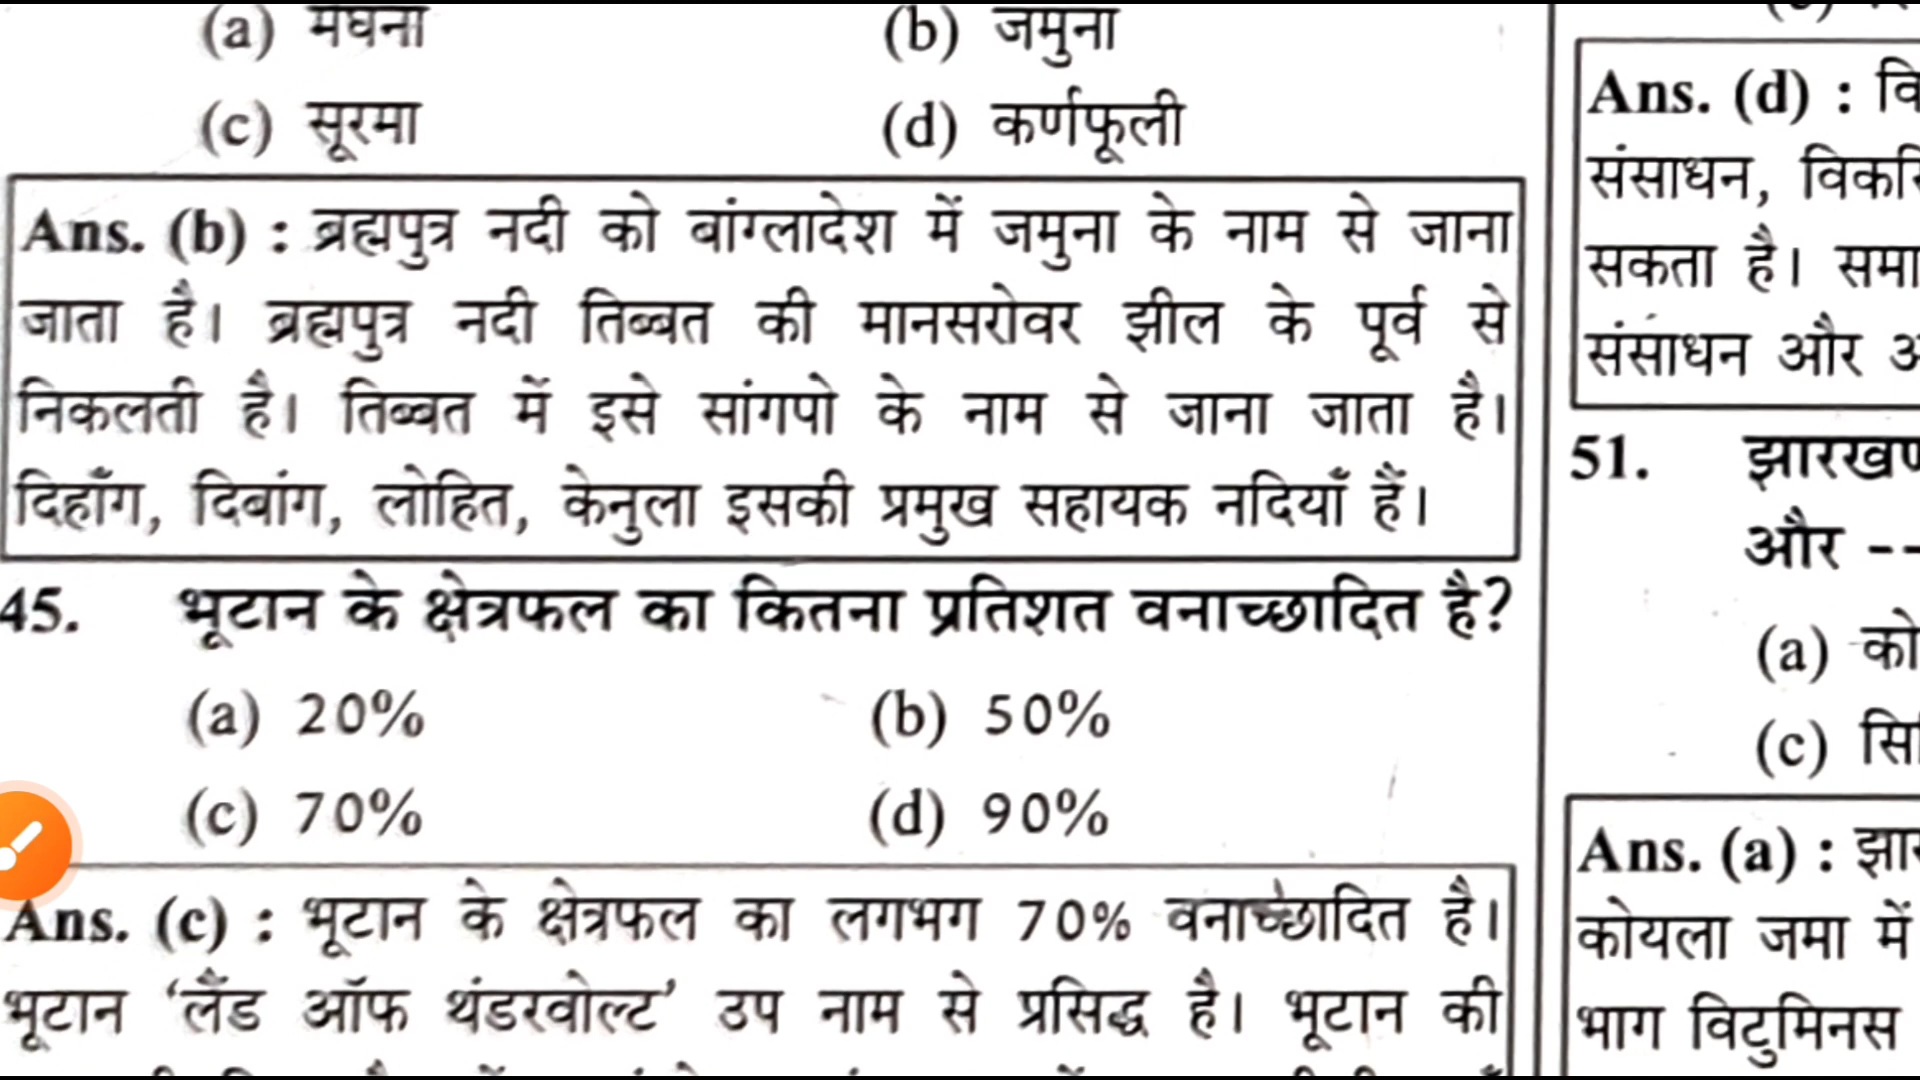 (a) मेघना (b) जमुना
(c) सूरमा (d) कर्णफूली
Ans. (b) : ब्रह्मपुत्र नदी को बांग्लादेश में जमुना के नाम से जाना
जाता है। ब्रह्मपुत्र नदी तिब्बत की मानसरोवर झील के पूर्व से
निकलती है। तिब्बत में इसे सांगपो के नाम से जाना जाता है।
दिहाँग, दिबांग, लोहित, केनुला इसकी प्रमुख सहायक नदियाँ हैं।
45. भूटान के क्षेत्रफल का कितना प्रतिशत वनाच्छादित है?
(a) 20% (b) 50%
(c) 70% (d) 90%
Ans. (c) : भूटान के क्षेत्रफल का लगभग 70% वनाच्छादित है।
भूटान ‘लैंड ऑफ थंडरवोल्ट’ उप नाम से प्रसिद्ध है। भूटान की
Ans. (d) :
संसाधन,
सकता है।
संसाधन और
51.
और --
(a)
(c)
Ans. (a) :
कोयला जमा में
भाग विटुमिनस